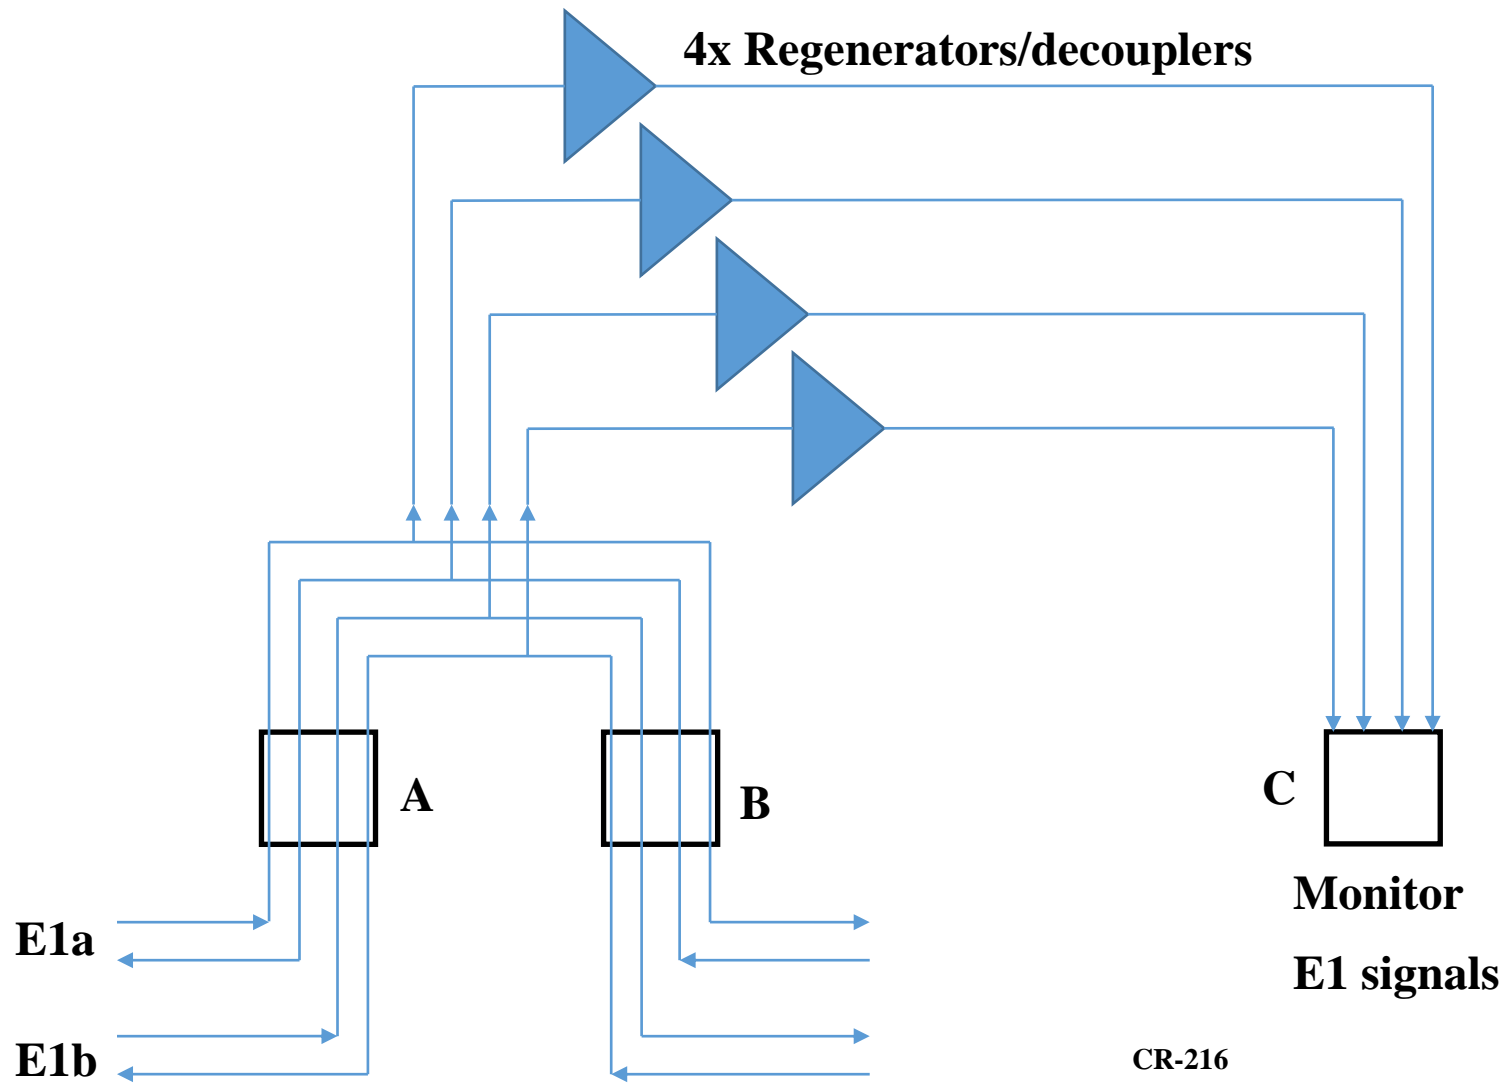 4x Regenerators/decouplers
A
B
C
Monitor
E1 signals
E1a
E1b
CR-216